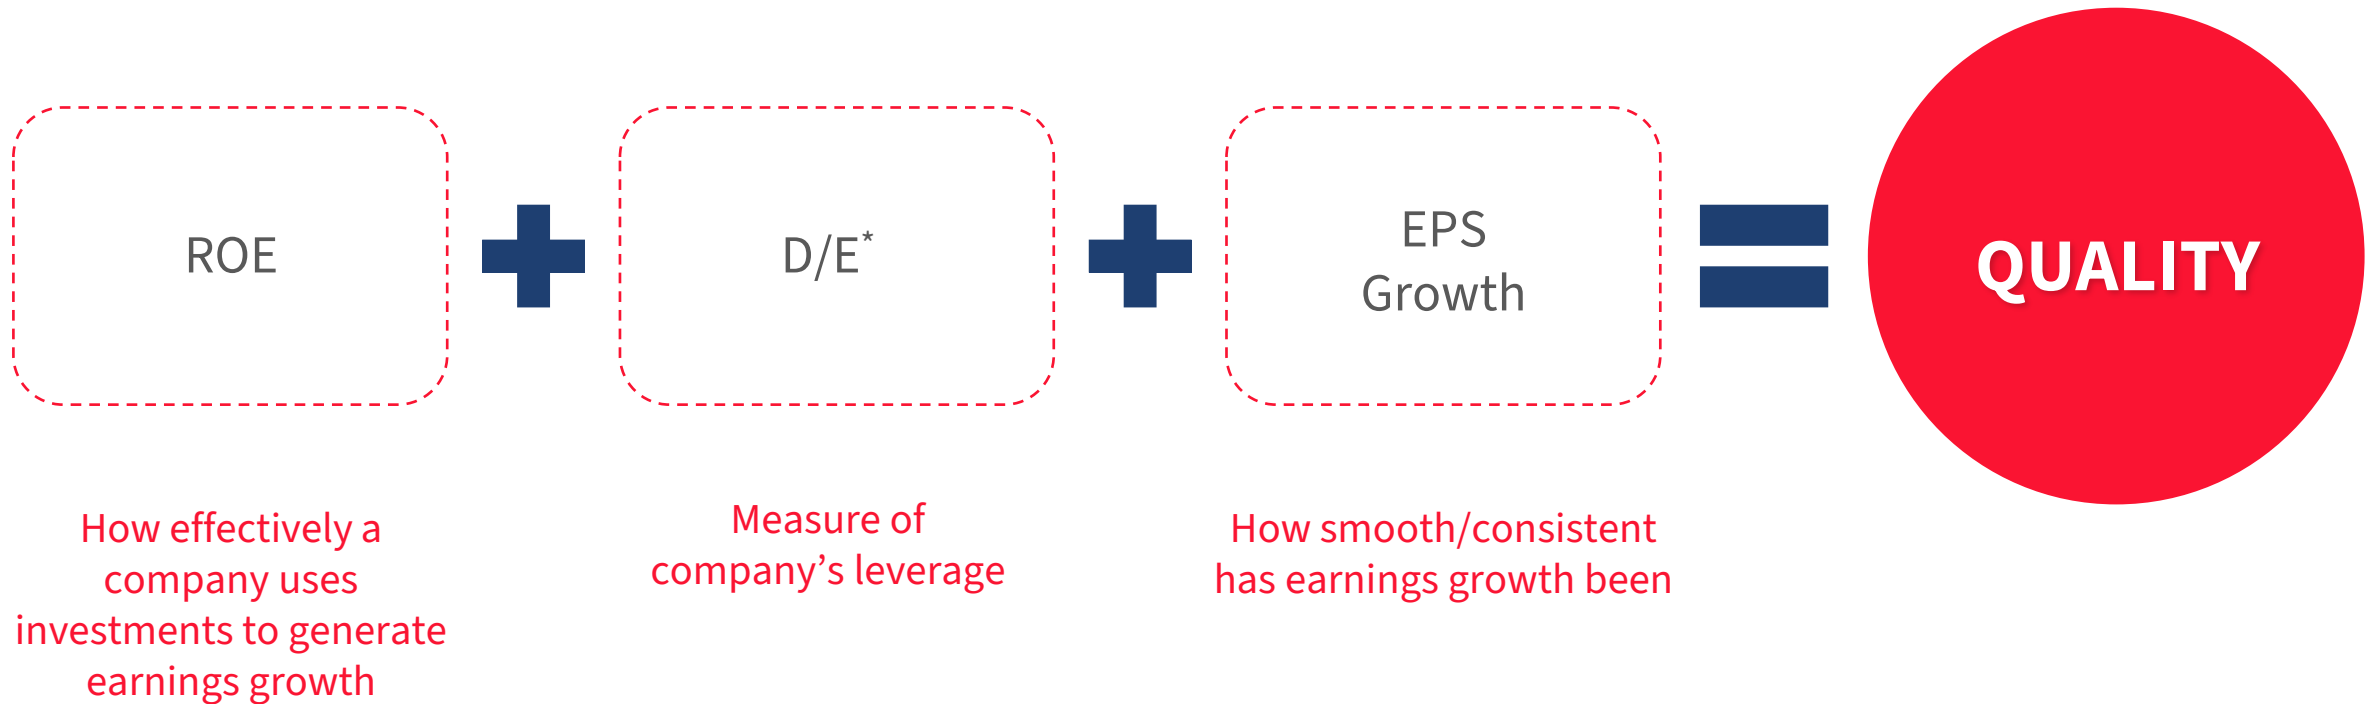 ROE
D/E*
EPS
Growth
QUALITY
How effectively a
company uses
investments to generate
earnings growth
Measure of
company’s leverage
How smooth/consistent
has earnings growth been